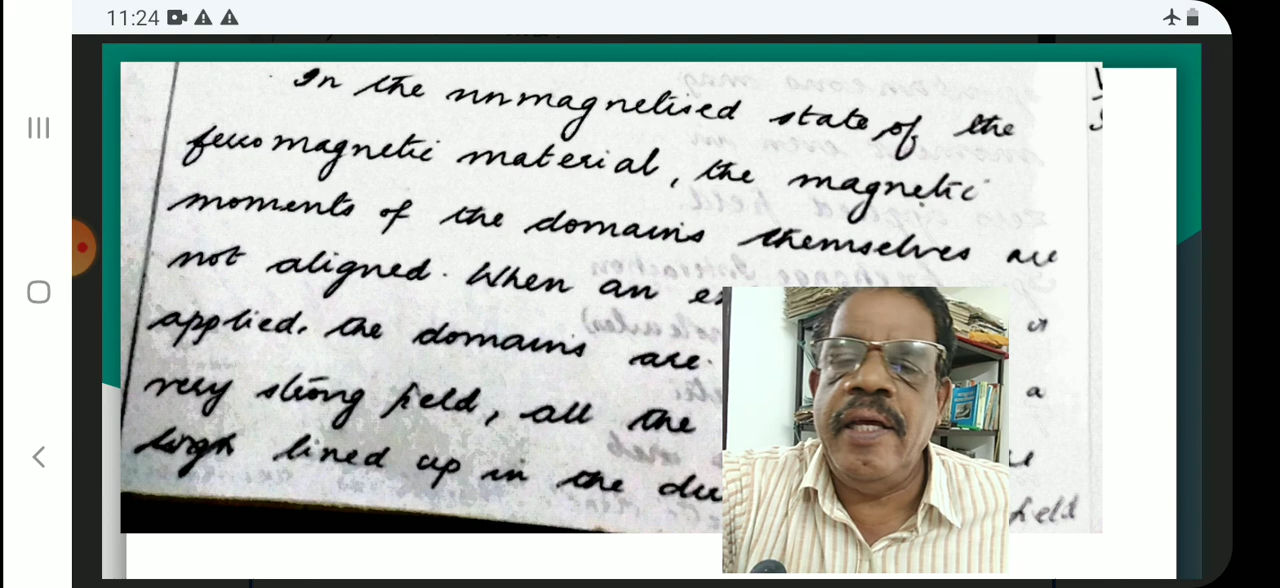 11:24
In the unmagnetised state of the
ferromagnetic material, the magnetic
moments of the domains themselves are
not aligned. When an
applied, the domains are
very strong field, all the a
lined up in the field